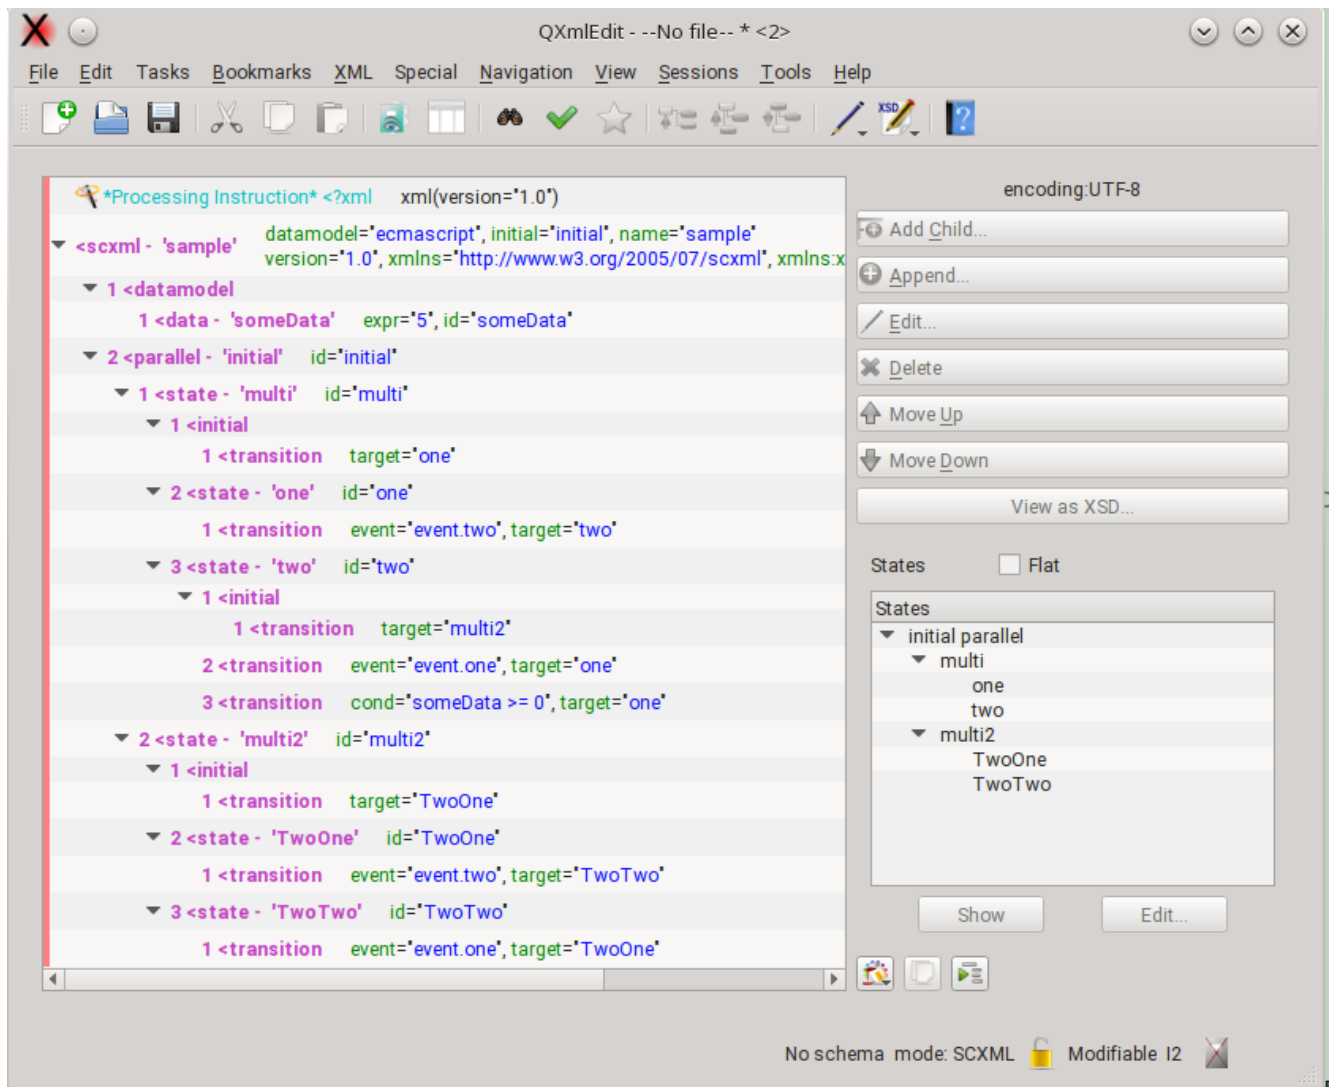 QXmlEdit - --No file-- * <2>
File Edit Tasks Bookmarks XML Special Navigation View Sessions Tools Help
XSD
?
*Processing Instruction* <?xml xml(version="1.0")
<scxml - 'sample' datamodel="ecmascript", initial="initial", name="sample"
version="1.0", xmlns="http://www.w3.org/2005/07/scxml", xmlns:x
1 <datamodel
1 <data - 'someData' expr="5", id="someData"
2 <parallel - 'initial' id="initial"
1 <state - 'multi' id="multi"
1 <initial
1 <transition target="one"
2 <state - 'one' id="one"
1 <transition event="event.two", target="two"
3 <state - 'two' id="two"
1 <initial
1 <transition target="multi2"
2 <transition event="event.one", target="one"
3 <transition cond="someData >= 0", target="one"
2 <state - 'multi2' id="multi2"
1 <initial
1 <transition target="TwoOne"
2 <state - 'TwoOne' id="TwoOne"
1 <transition event="event.two", target="TwoTwo"
3 <state - 'TwoTwo' id="TwoTwo"
1 <transition event="event.one", target="TwoOne"
encoding:UTF-8
Add Child...
Append...
Edit...
Delete
Move Up
Move Down
View as XSD...
States Flat
States
initial parallel
multi
one
two
multi2
TwoOne
TwoTwo
Show Edit...
No schema mode: SCXML Modifiable I2